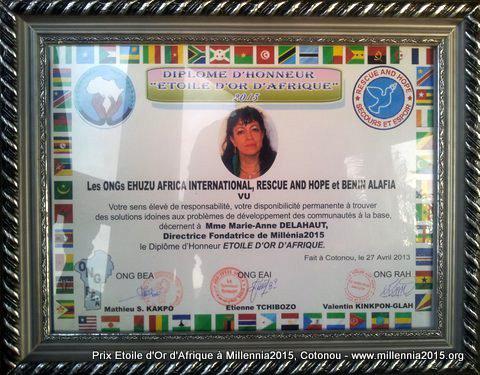 DIPLOME D'HONNEUR
"ETOILE D'OR D'AFRIQUE"
2015
RESCUE AND HOPE
SECOURS ET ESPOIR
Les ONGs EHUZU AFRICA INTERNATIONAL, RESCUE AND HOPE et BENIN ALAFIA
VU
Votre sens élevé de responsabilité, votre disponibilité permanente à trouver
des solutions idoines aux problèmes de développement des communautés à la base,
décernent à Mme Marie-Anne DELAHAUT,
Directrice Fondatrice de Millénia2015
le Diplôme d'Honneur ETOILE D'OR D'AFRIQUE.
Fait à Cotonou, le 27 Avril 2013
ONG BEA
ONG EAI
ONG RAH
Mathieu S. KAKPO
Etienne TCHIBOZO
Valentin KINKPON-GLAH
Prix Etoile d'Or d'Afrique à Millennia2015, Cotonou - www.millennia2015.org